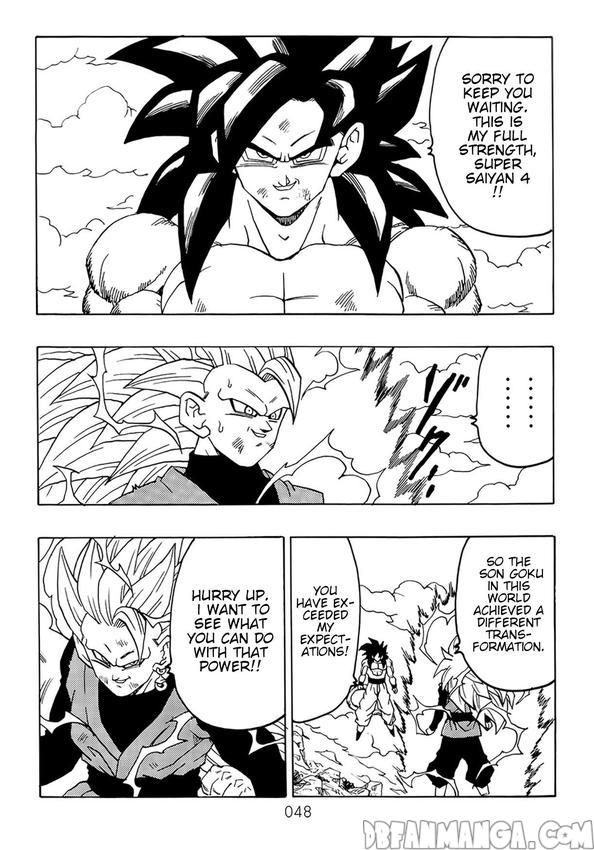 SORRY TO
KEEP YOU
WAITING.
THIS IS
MY FULL
STRENGTH,
SUPER
SAIYAN 4
!!
......
SO THE
SON GOKU
IN THIS
WORLD
ACHIEVED A
DIFFERENT
TRANS-
FORMATION.
YOU
HAVE EX-
CEEDED
MY
EXPECT-
ATIONS!
HURRY UP.
I WANT TO
SEE WHAT
YOU CAN DO
WITH THAT
POWER!!
048
DBFANMANGA.COM